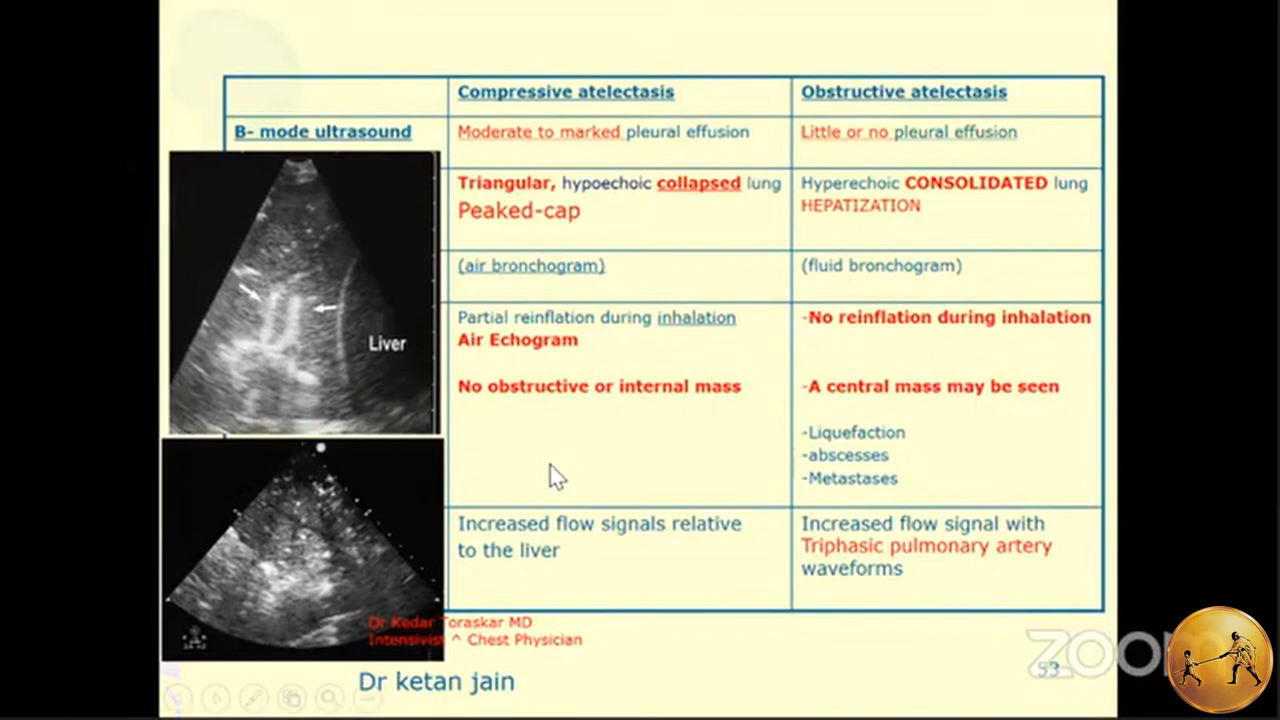 Compressive atelectasis
Obstructive atelectasis
B- mode ultrasound
Moderate to marked pleural effusion
Little or no pleural effusion
Triangular, hypoechoic collapsed lung
Peaked-cap
Hyperechoic CONSOLIDATED lung
HEPATIZATION
(air bronchogram)
(fluid bronchogram)
Partial reinflation during inhalation
Air Echogram
No obstructive or internal mass
-No reinflation during inhalation
-A central mass may be seen
-Liquefaction
-abscesses
-Metastases
Liver
Increased flow signals relative
to the liver
Increased flow signal with
Triphasic pulmonary artery
waveforms
Dr Kedar Toraskar MD
Intensivist ^ Chest Physician
Dr ketan jain
53
zoom